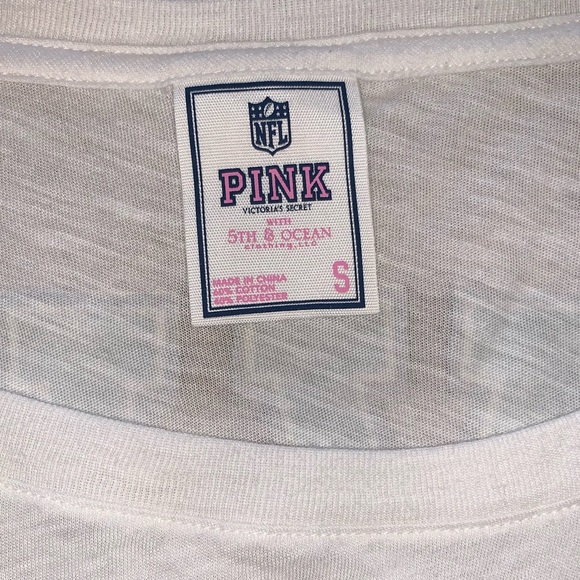 NFL
PINK
VICTORIA'S SECRET
WITH
5TH & OCEAN
clothing, LLC
MADE IN CHINA
60% COTTON
40% POLYESTER
S